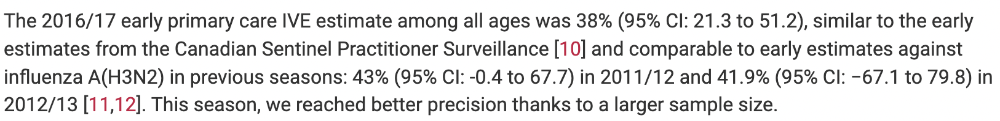 The 2016/17 early primary care IVE estimate among all ages was 38% (95% CI: 21.3 to 51.2), similar to the early
estimates from the Canadian Sentinel Practitioner Surveillance [10] and comparable to early estimates against
influenza A(H3N2) in previous seasons: 43% (95% CI: -0.4 to 67.7) in 2011/12 and 41.9% (95% CI: −67.1 to 79.8) in
2012/13 [11,12]. This season, we reached better precision thanks to a larger sample size.